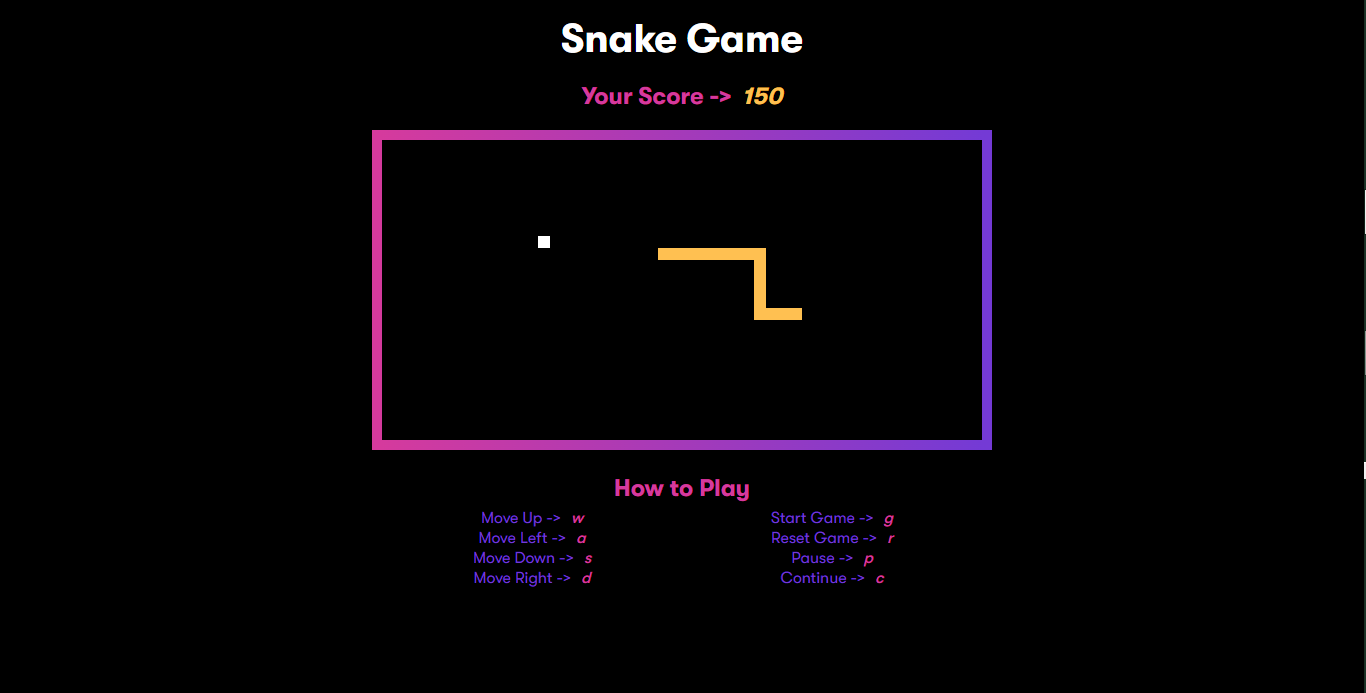 Snake Game
Your Score -> 150
How to Play
Move Up -> w
Move Left -> a
Move Down -> s
Move Right -> d
Start Game -> g
Reset Game -> r
Pause -> p
Continue -> c